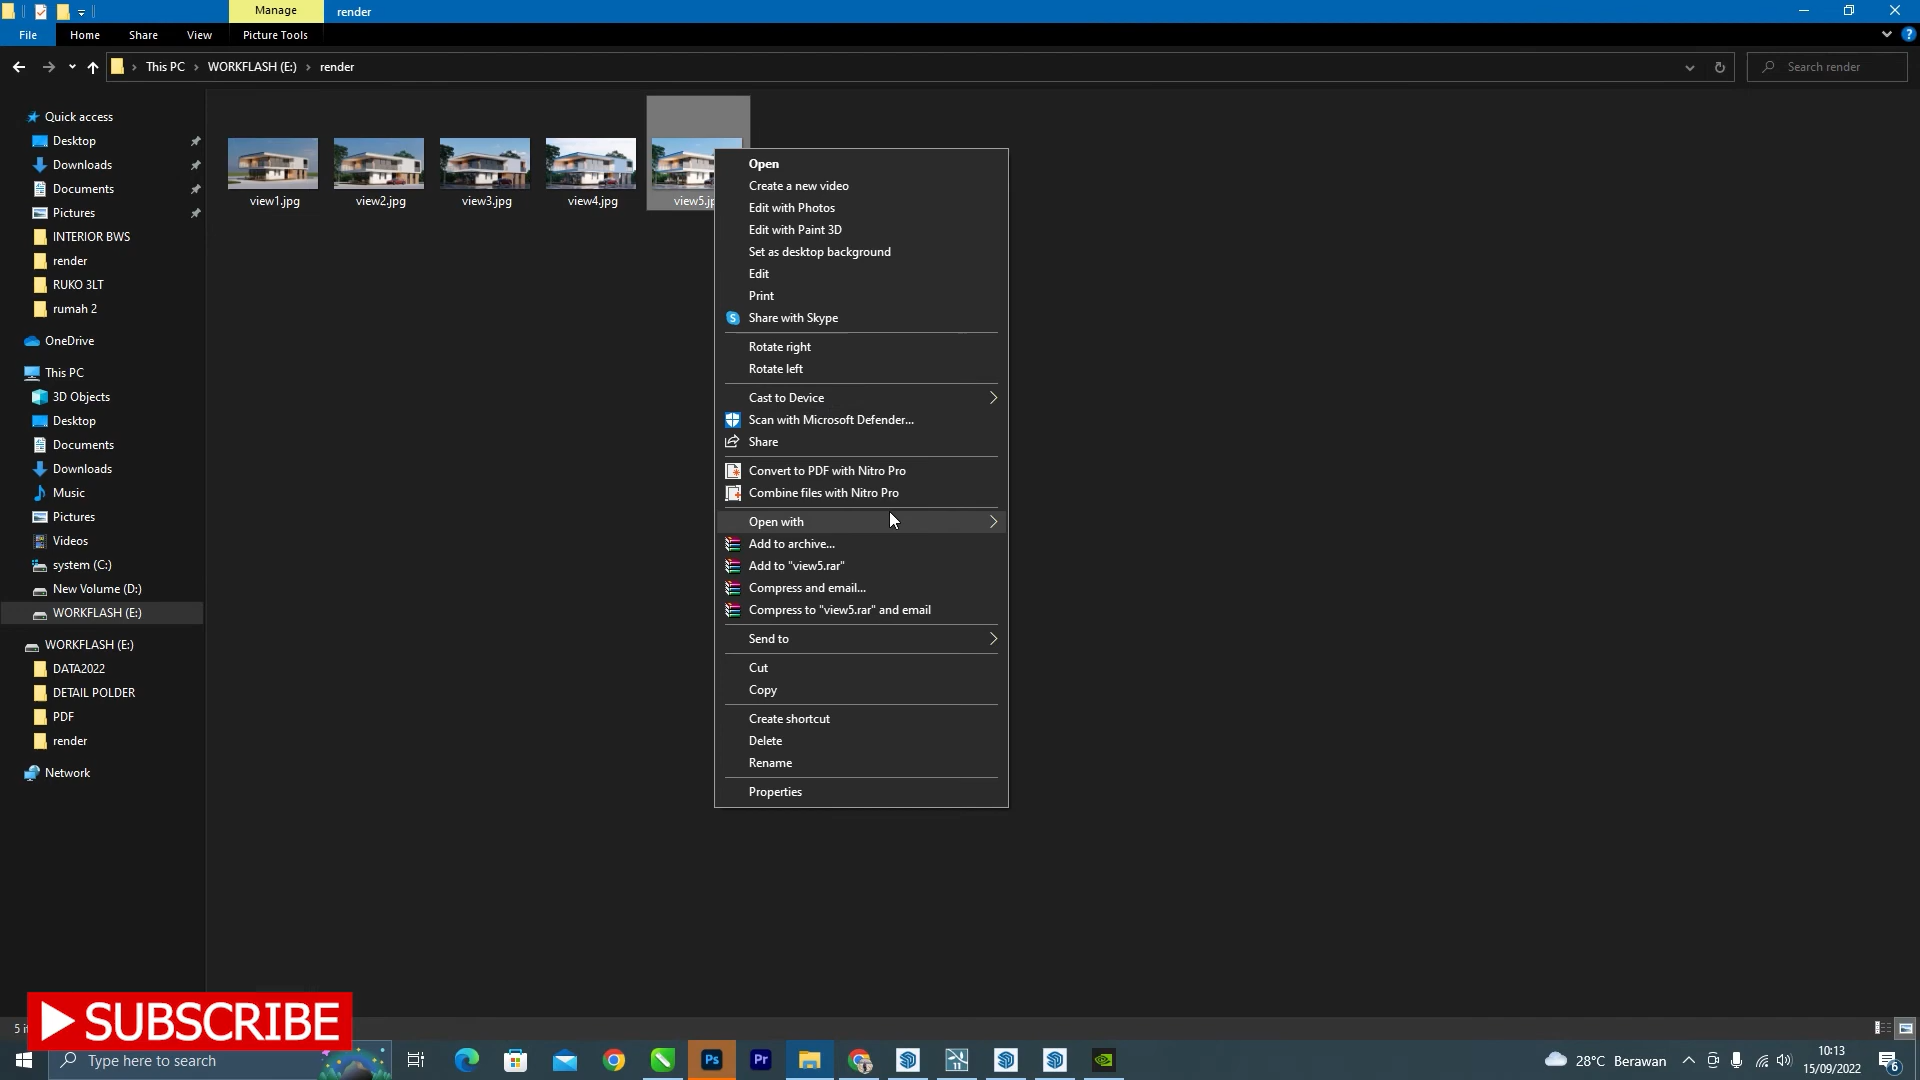 Manage
render
File
Home
Share
View
Picture Tools
This PC
WORKFLASH (E:)
render
Search render
Quick access
Desktop
Downloads
Documents
Pictures
INTERIOR BWS
render
RUKO 3LT
rumah 2
OneDrive
This PC
3D Objects
Desktop
Documents
Downloads
Music
Pictures
Videos
system (C:)
New Volume (D:)
WORKFLASH (E:)
WORKFLASH (E:)
DATA2022
DETAIL POLDER
PDF
render
Network
view1.jpg
view2.jpg
view3.jpg
view4.jpg
view5.jp
Open
Create a new video
Edit with Photos
Edit with Paint 3D
Set as desktop background
Edit
Print
Share with Skype
Rotate right
Rotate left
Cast to Device
Scan with Microsoft Defender...
Share
Convert to PDF with Nitro Pro
Combine files with Nitro Pro
Open with
Add to archive...
Add to "view5.rar"
Compress and email...
Compress to "view5.rar" and email
Send to
Cut
Copy
Create shortcut
Delete
Rename
Properties
5 it
SUBSCRIBE
Type here to search
Ps
Pr
28°C Berawan
10:13
15/09/2022
6